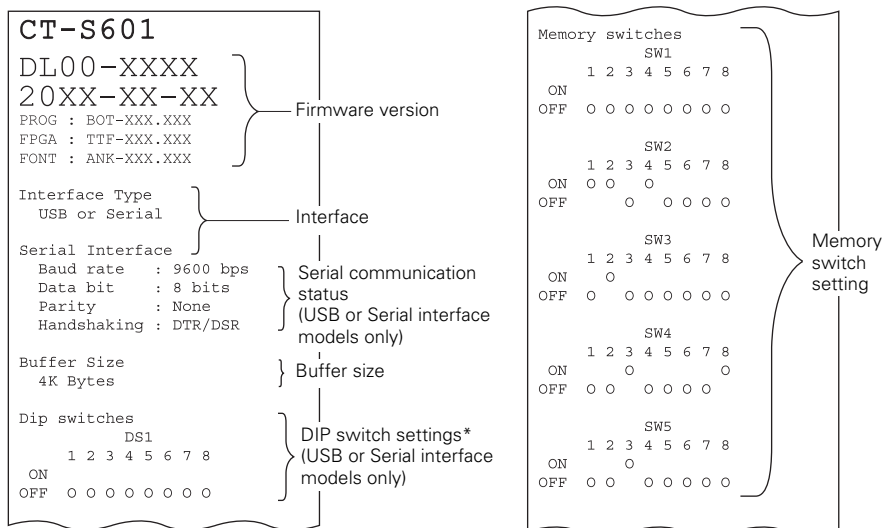 CT-S601
DL00-XXXX
20XX-XX-XX
PROG : BOT-XXX.XXX
FPGA : TTF-XXX.XXX
FONT : ANK-XXX.XXX
Firmware version
Interface Type
USB or Serial
Interface
Serial Interface
Baud rate : 9600 bps
Data bit : 8 bits
Parity : None
Handshaking : DTR/DSR
Serial communication
status
(USB or Serial interface
models only)
Buffer Size
4K Bytes
Buffer size
Dip switches
DS1
1 2 3 4 5 6 7 8
ON
OFF O O O O O O O O
DIP switch settings*
(USB or Serial interface
models only)
Memory switches
SW1
1 2 3 4 5 6 7 8
ON
OFF O O O O O O O O
SW2
1 2 3 4 5 6 7 8
ON O O   O
OFF     O   O O O O
SW3
1 2 3 4 5 6 7 8
ON   O
OFF O   O O O O O O
SW4
1 2 3 4 5 6 7 8
ON     O         O
OFF O O   O O O O
SW5
1 2 3 4 5 6 7 8
ON     O
OFF O O   O O O O O
Memory
switch
setting